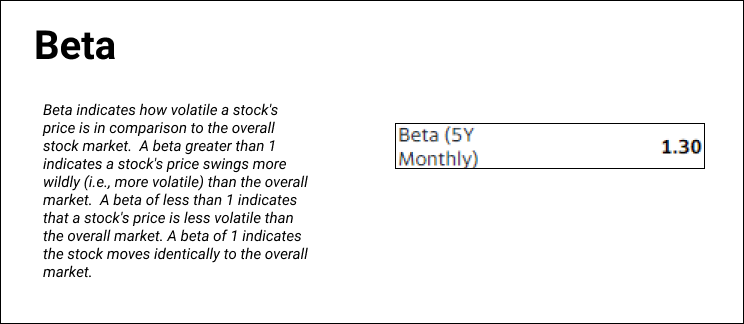 Beta
Beta indicates how volatile a stock's
price is in comparison to the overall
stock market.  A beta greater than 1
indicates a stock's price swings more
wildly (i.e., more volatile) than the overall
market.  A beta of less than 1 indicates
that a stock's price is less volatile than
the overall market. A beta of 1 indicates
the stock moves identically to the overall
market.
Beta (5Y
Monthly)
1.30